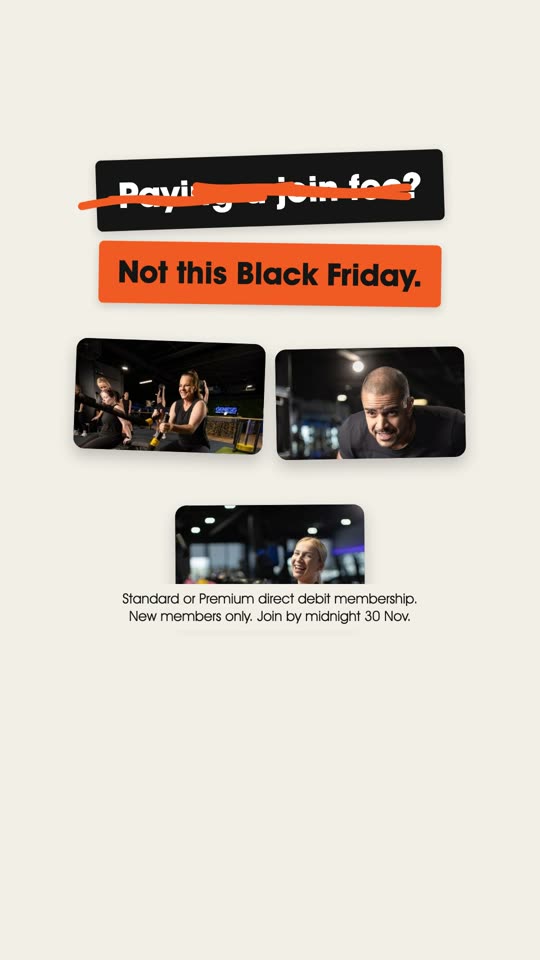 Paying a join fee?
Not this Black Friday.
Standard or Premium direct debit membership.
New members only. Join by midnight 30 Nov.